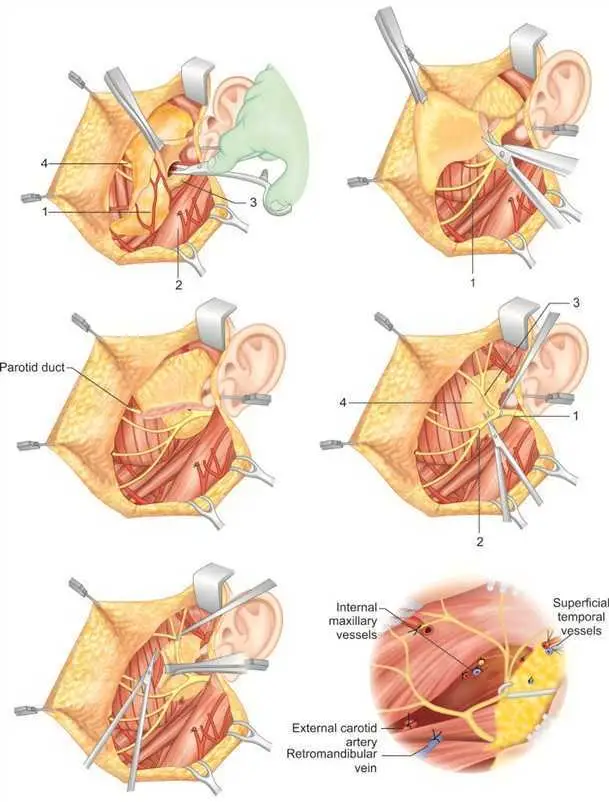 4
1
3
2
1
Parotid duct
3
4
1
2
Internal
maxillary
vessels
Superficial
temporal
vessels
External carotid
artery
Retromandibular
vein